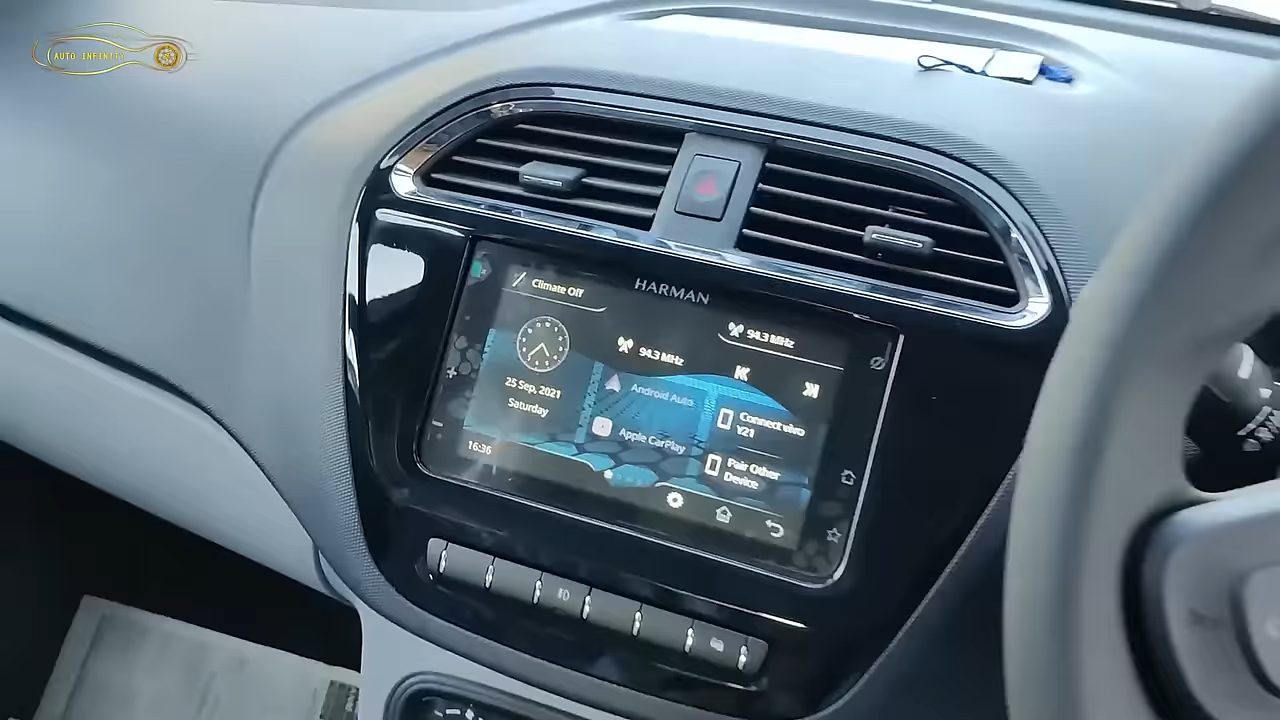 AUTO INFINITY
HARMAN
Climate Off
94.3 MHz
94.3 MHz
25 Sep, 2021
Saturday
Android Auto
Apple CarPlay
Connect vivo
Y21
Pair Other
Device
16:36